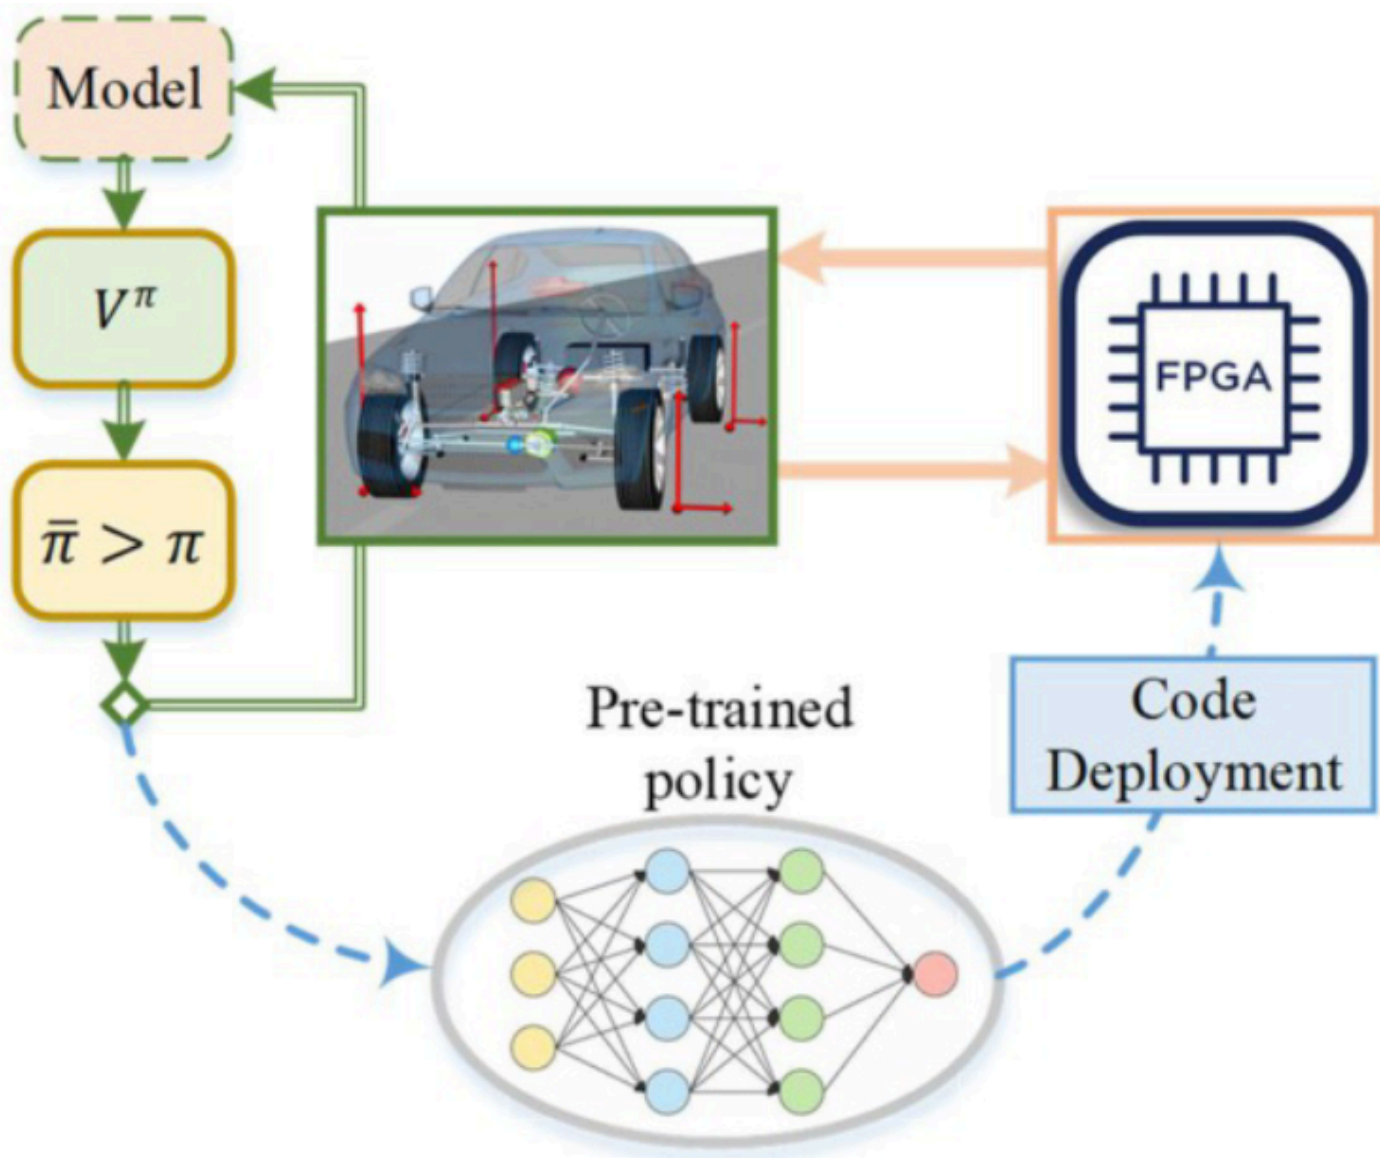 Model
V^π
π̄ > π
FPGA
Pre-trained
policy
Code
Deployment